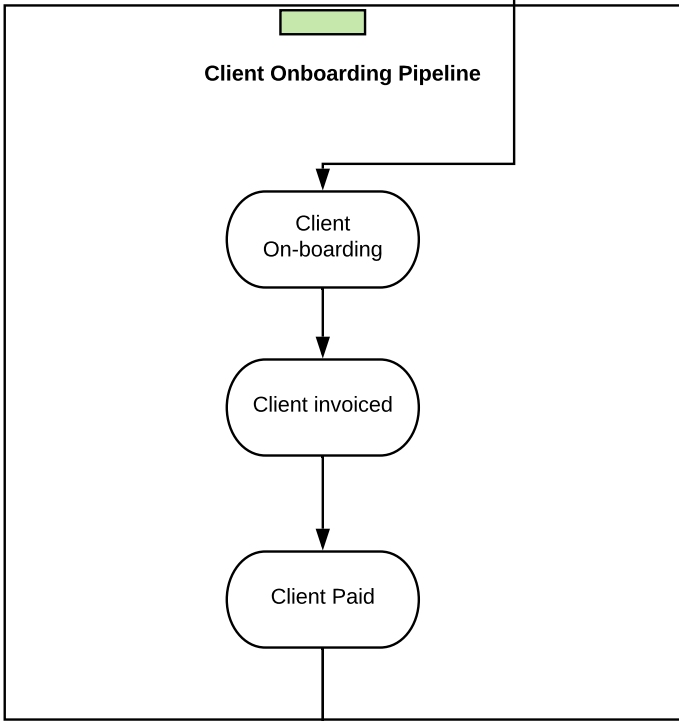 Client Onboarding Pipeline
Client
On-boarding
Client invoiced
Client Paid